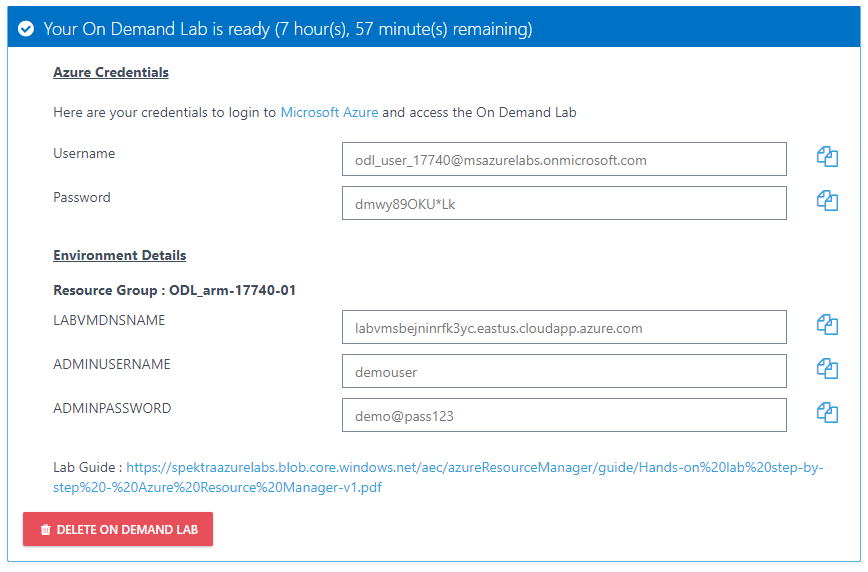 Your On Demand Lab is ready (7 hour(s), 57 minute(s) remaining)
Azure Credentials
Here are your credentials to login to Microsoft Azure and access the On Demand Lab
Username
odl_user_17740@msazurelabs.onmicrosoft.com
Password
dmwy89OKU*Lk
Environment Details
Resource Group : ODL_arm-17740-01
LABVMDNSNAME
labvmsbejninrfk3yc.eastus.cloudapp.azure.com
ADMINUSERNAME
demouser
ADMINPASSWORD
demo@pass123
Lab Guide : https://spektraazurelabs.blob.core.windows.net/aec/azureResourceManager/guide/Hands-on%20lab%20step-by-
step%20-%20Azure%20Resource%20Manager-v1.pdf
DELETE ON DEMAND LAB